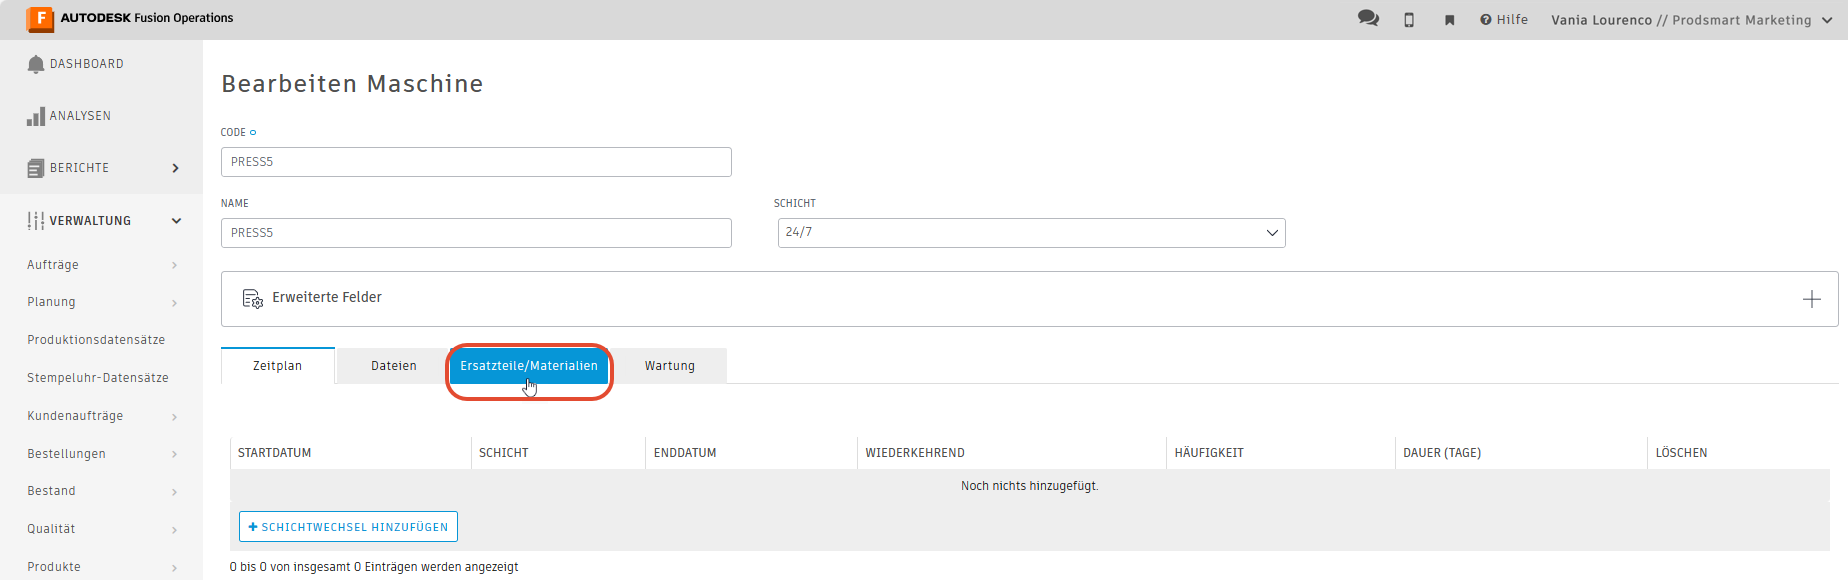 AUTODESK Fusion Operations
Hilfe
Vania Lourenco // Prodsmart Marketing
DASHBOARD
ANALYSEN
BERICHTE
VERWALTUNG
Aufträge
Planung
Produktionsdatensätze
Stempeluhr-Datensätze
Kundenaufträge
Bestellungen
Bestand
Qualität
Produkte
Bearbeiten Maschine
CODE
PRESS5
NAME
PRESS5
SCHICHT
24/7
Erweiterte Felder
Zeitplan Dateien Ersatzteile/Materialien Wartung
STARTDATUM SCHICHT ENDDATUM WIEDERKEHREND HÄUFIGKEIT DAUER (TAGE) LÖSCHEN
Noch nichts hinzugefügt.
+ SCHICHTWECHSEL HINZUFÜGEN
0 bis 0 von insgesamt 0 Einträgen werden angezeigt